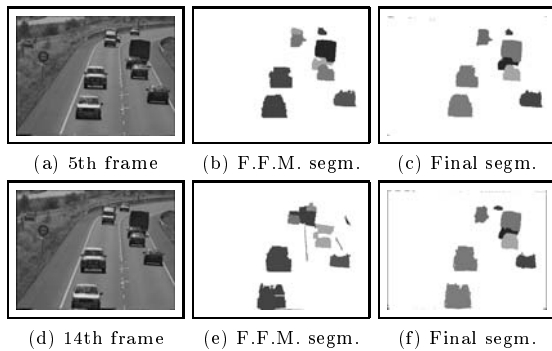 (a) 5th frame (b) F.F.M. segm. (c) Final segm.
(d) 14th frame (e) F.F.M. segm. (f) Final segm.